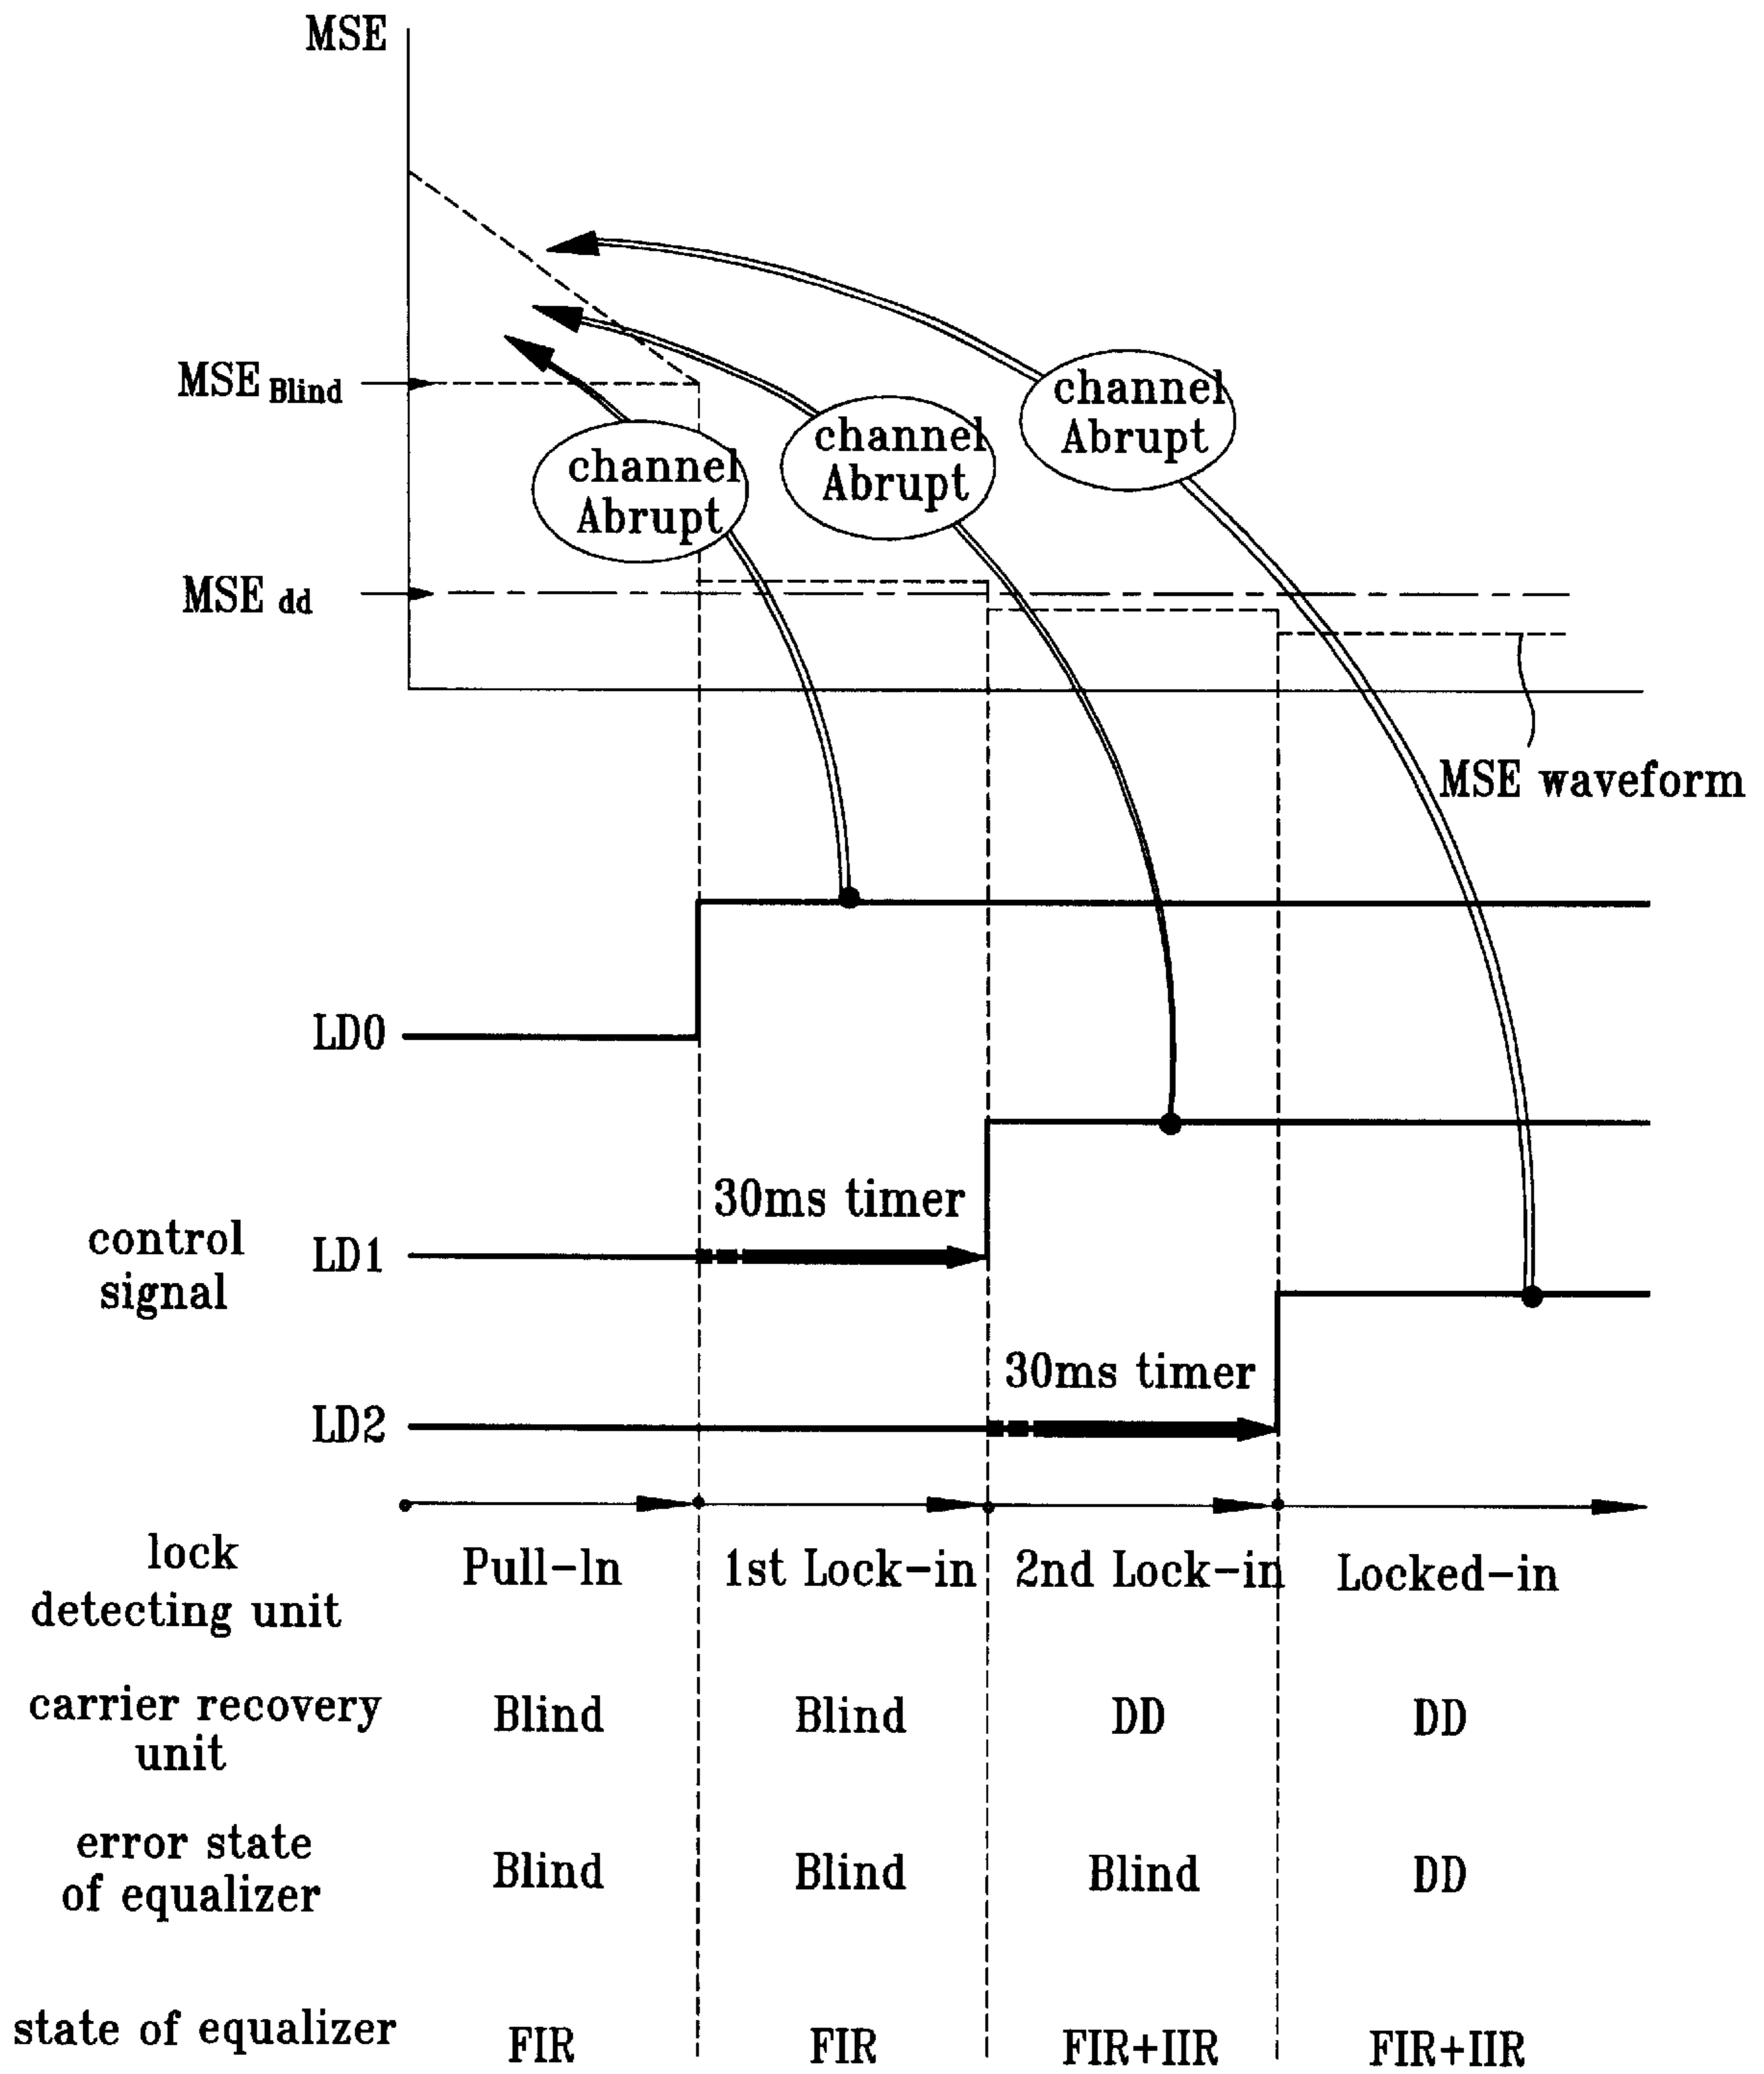 MSE
MSE Blind
channel
Abrupt
channel
Abrupt
channel
Abrupt
MSE dd
MSE waveform
LD0
30ms timer
control
signal
LD1
30ms timer
LD2
lock
detecting unit
Pull-In
1st Lock-in
2nd Lock-in
Locked-in
carrier recovery
unit
Blind
Blind
DD
DD
error state
of equalizer
Blind
Blind
Blind
DD
state of equalizer
FIR
FIR
FIR+IIR
FIR+IIR